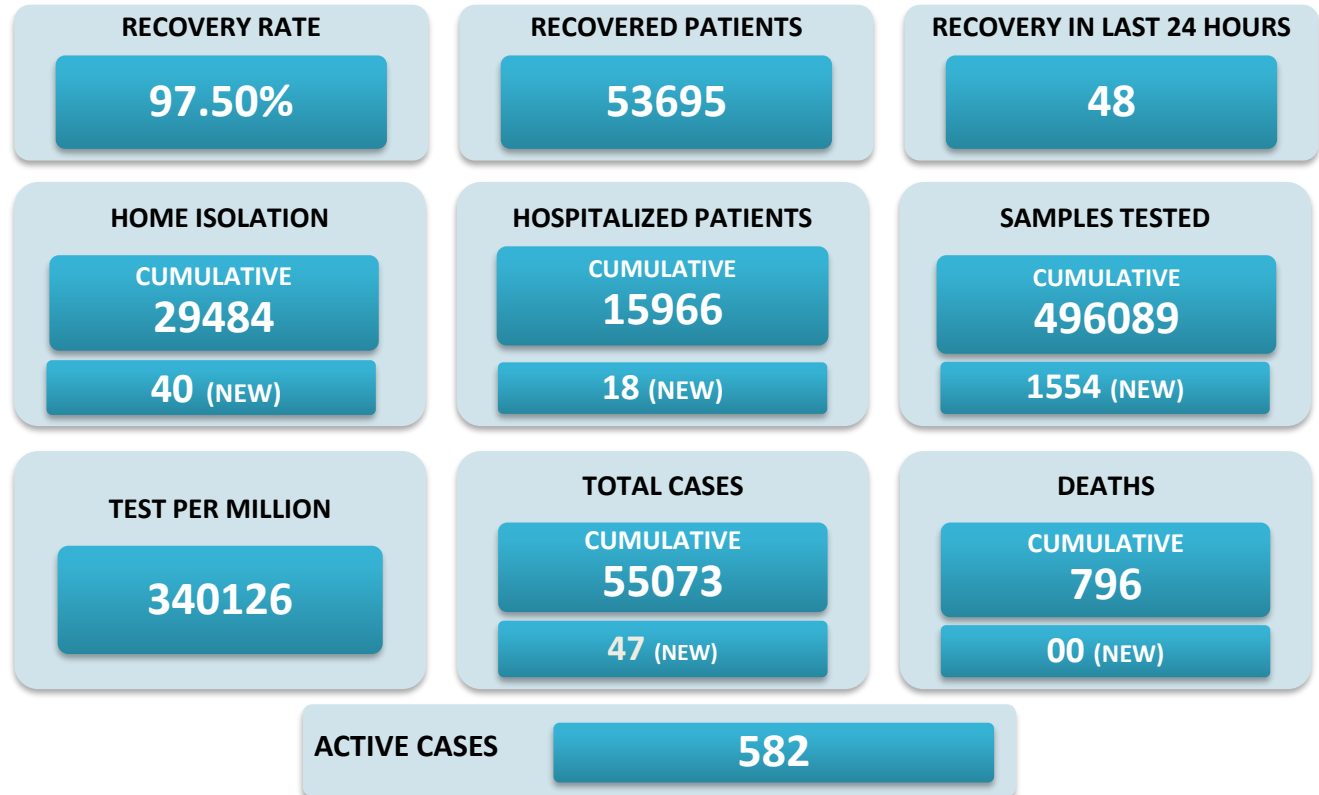 RECOVERY RATE
97.50%
RECOVERED PATIENTS
53695
RECOVERY IN LAST 24 HOURS
48
HOME ISOLATION
CUMULATIVE
29484
40 (NEW)
HOSPITALIZED PATIENTS
CUMULATIVE
15966
18 (NEW)
SAMPLES TESTED
CUMULATIVE
496089
1554 (NEW)
TEST PER MILLION
340126
TOTAL CASES
CUMULATIVE
55073
47 (NEW)
DEATHS
CUMULATIVE
796
00 (NEW)
ACTIVE CASES
582